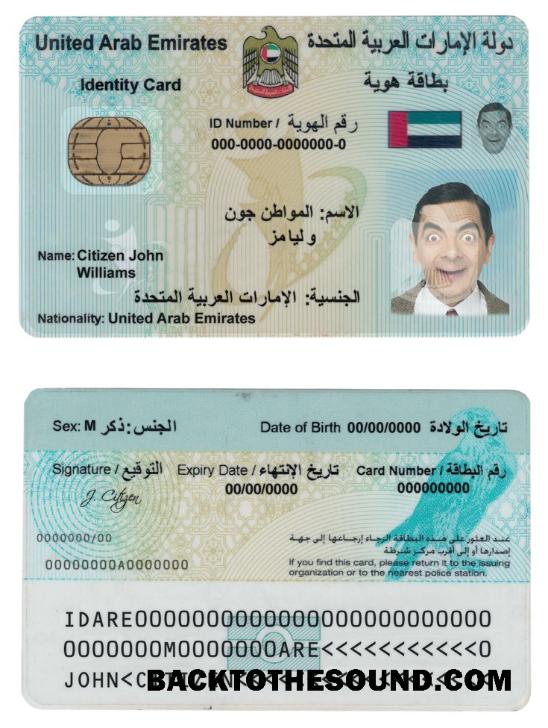 United Arab Emirates دولة الإمارات العربية المتحدة
Identity Card بطاقة هوية
ID Number / رقم الهوية
000-0000-0000000-0
الاسم: المواطن جون
وليامز
Name: Citizen John
Williams
الجنسية: الإمارات العربية المتحدة
Nationality: United Arab Emirates
Sex: M الجنس: ذكر Date of Birth 00/00/0000 تاريخ الولادة
Signature / التوقيع Expiry Date / تاريخ الإنتهاء Card Number / رقم البطاقة
00/00/0000 000000000
J. Citizen
0000000/00
عند العثور على هذه البطاقة الرجاء إرجاعها إلى جهة
إصدارها أو إلى أقرب مركز شرطة
00000000A0000000
If you find this card, please return it to the issuing
organization or to the nearest police station.
IDARE0000000000000000000000000
0000000M0000000ARE<<<<<<<<<<<0
JOHN<
BACKTOTHESOUND.COM